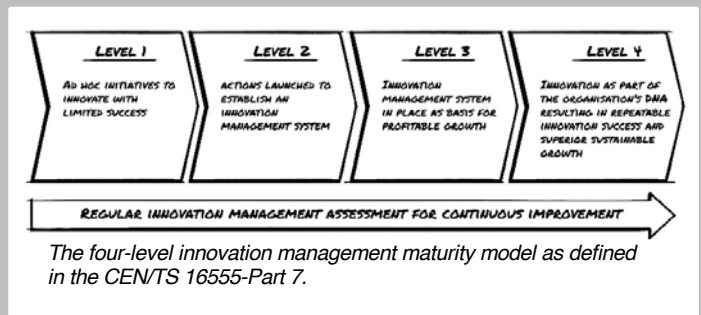 LEVEL 1
AD HOC INITIATIVES TO
INNOVATE WITH
LIMITED SUCCESS
LEVEL 2
ACTIONS LAUNCHED TO
ESTABLISH AN
INNOVATION
MANAGEMENT SYSTEM
LEVEL 3
INNOVATION
MANAGEMENT SYSTEM
IN PLACE AS BASIS FOR
PROFITABLE GROWTH
LEVEL 4
INNOVATION AS PART OF
THE ORGANISATION'S DNA
RESULTING IN REPEATABLE
INNOVATION SUCCESS AND
SUPERIOR SUSTAINABLE
GROWTH
REGULAR INNOVATION MANAGEMENT ASSESSMENT FOR CONTINUOUS IMPROVEMENT
The four-level innovation management maturity model as defined
in the CEN/TS 16555-Part 7.